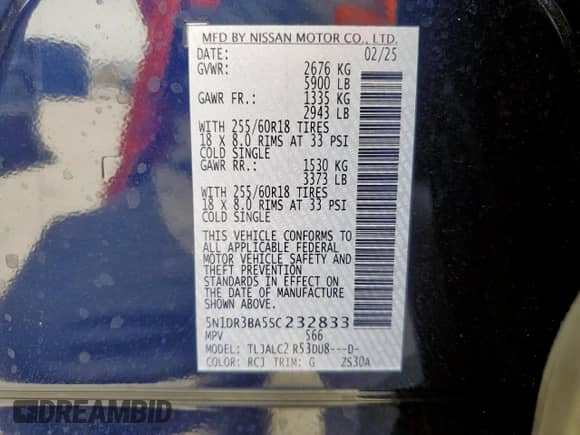 MFD BY NISSAN MOTOR CO., LTD.
DATE: 02/25
GVWR: 2676 KG
5900 LB
GAWR FR.: 1335 KG
2943 LB
WITH 255/60R18 TIRES
18 X 8.0 RIMS AT 33 PSI
COLD SINGLE
GAWR RR.: 1530 KG
3373 LB
WITH 255/60R18 TIRES
18 X 8.0 RIMS AT 33 PSI
COLD SINGLE
THIS VEHICLE CONFORMS TO
ALL APPLICABLE FEDERAL
MOTOR VEHICLE SAFETY AND
THEFT PREVENTION
STANDARDS IN EFFECT ON
THE DATE OF MANUFACTURE
SHOWN ABOVE.
5N1DR3BA5SC232833
MPV 566
MODEL: TLJALC2 R53DU8---D-
COLOR: RCJ TRIM: G 2S30A
DREAMBID